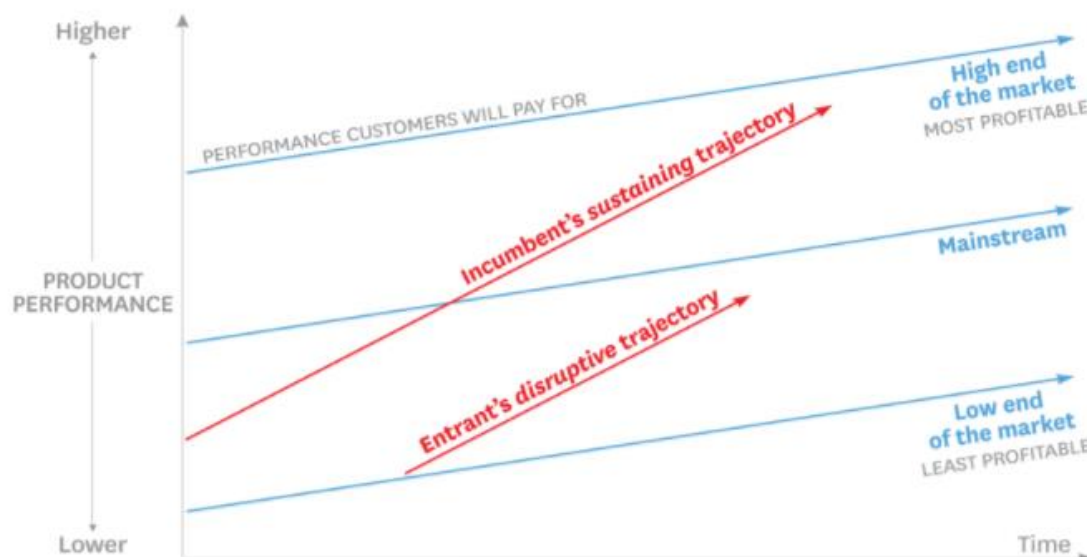 Higher
PERFORMANCE CUSTOMERS WILL PAY FOR
High end
of the market
MOST PROFITABLE
Incumbent's sustaining trajectory
Mainstream
PRODUCT
PERFORMANCE
Entrant's disruptive trajectory
Low end
of the market
LEAST PROFITABLE
Lower
Time